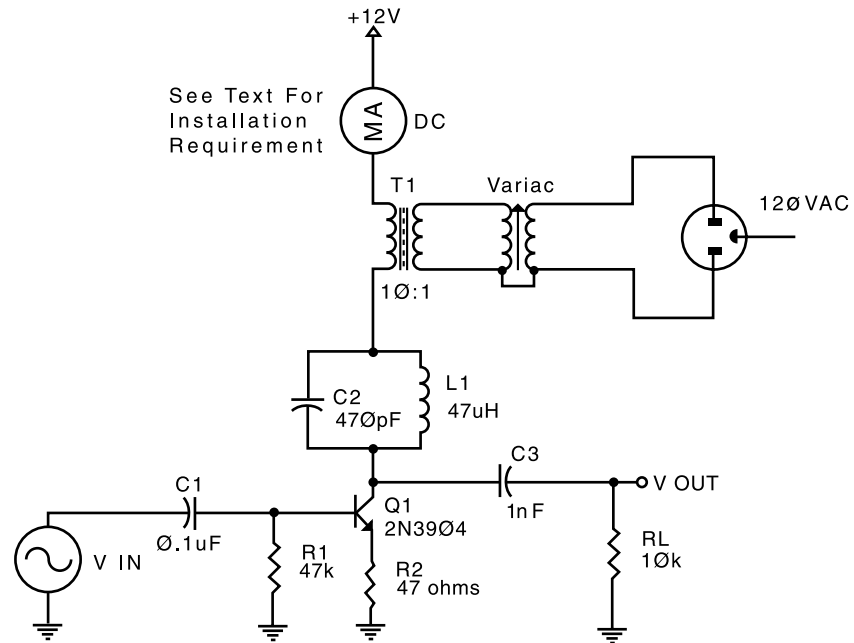 +12V
See Text For
Installation
Requirement
MA
DC
T1
Variac
12Ø VAC
1Ø:1
C2
47ØpF
L1
47uH
C3
1nF
V OUT
C1
Ø.1uF
Q1
2N39Ø4
V IN
R1
47k
R2
47 ohms
RL
1Øk